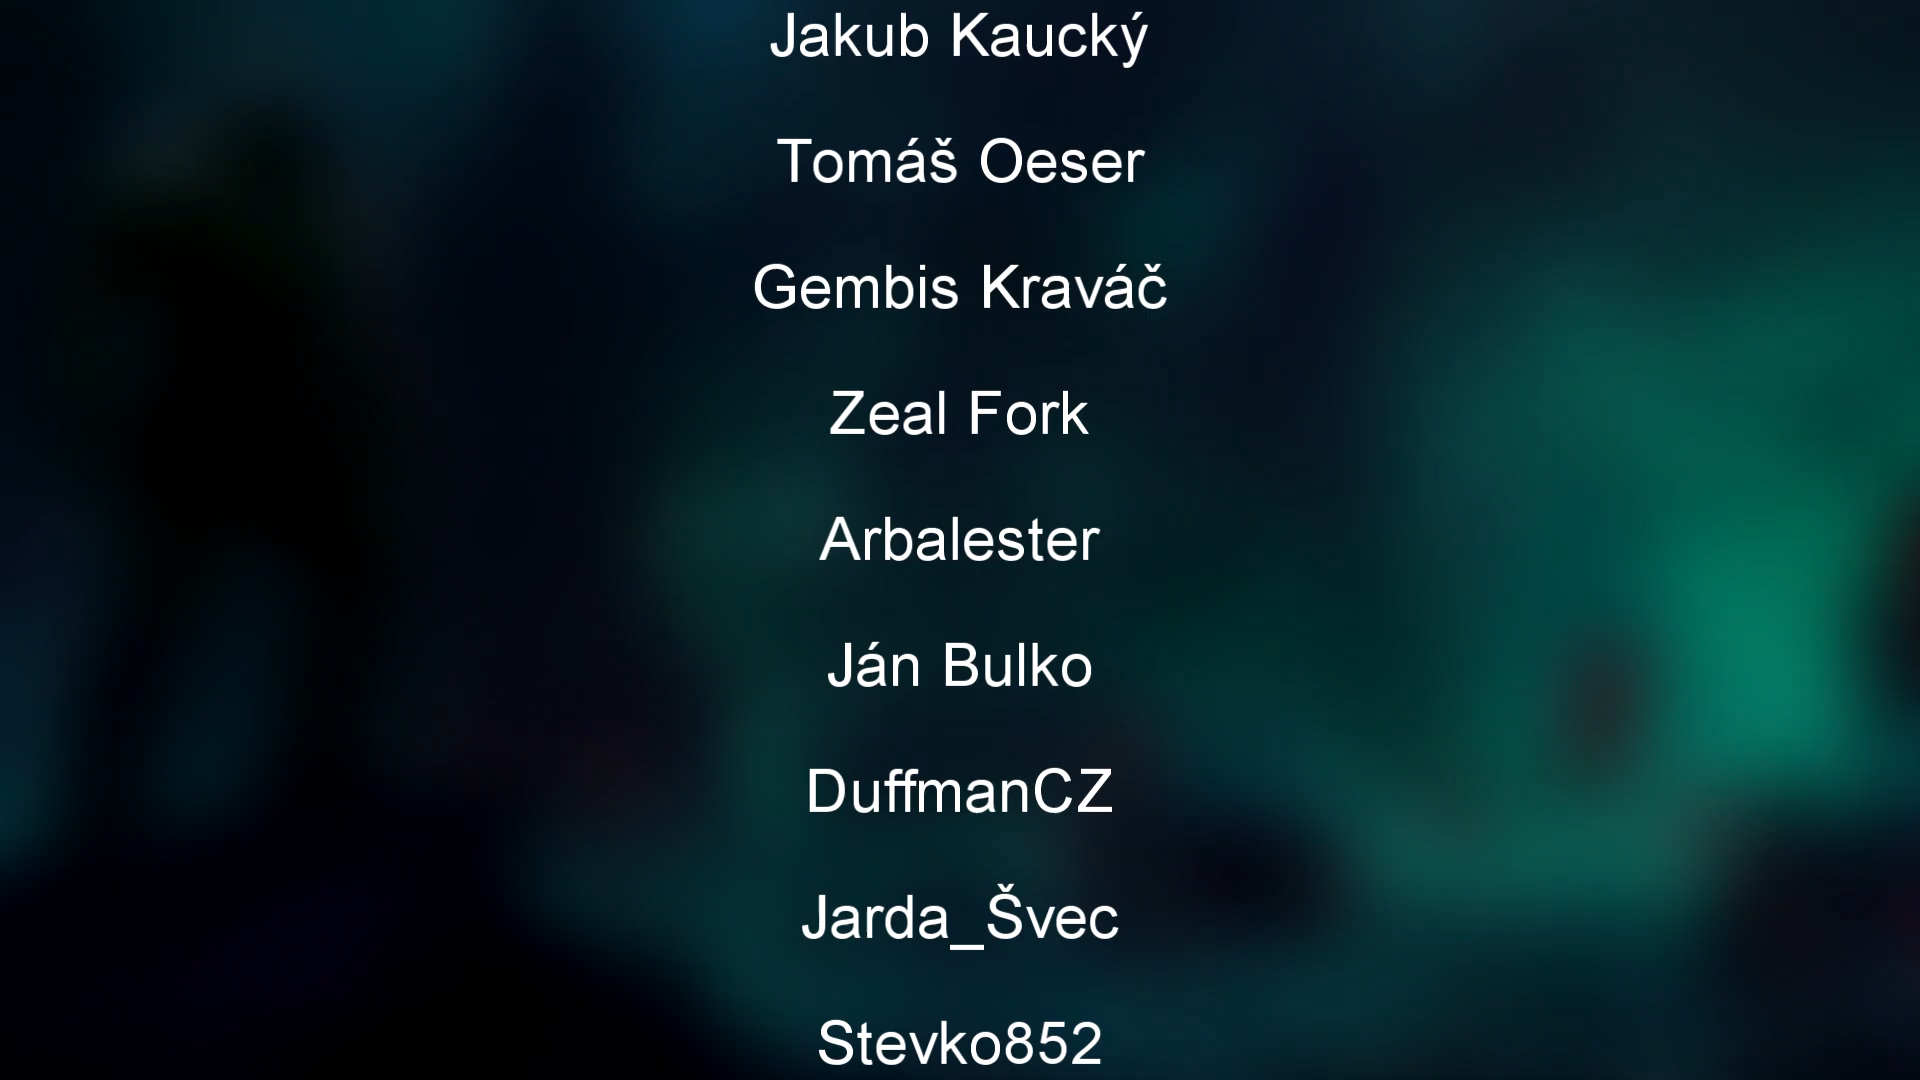 Jakub Kaucký
Tomáš Oeser
Gembis Kraváč
Zeal Fork
Arbalester
Ján Bulko
DuffmanCZ
Jarda_Švec
Stevko852